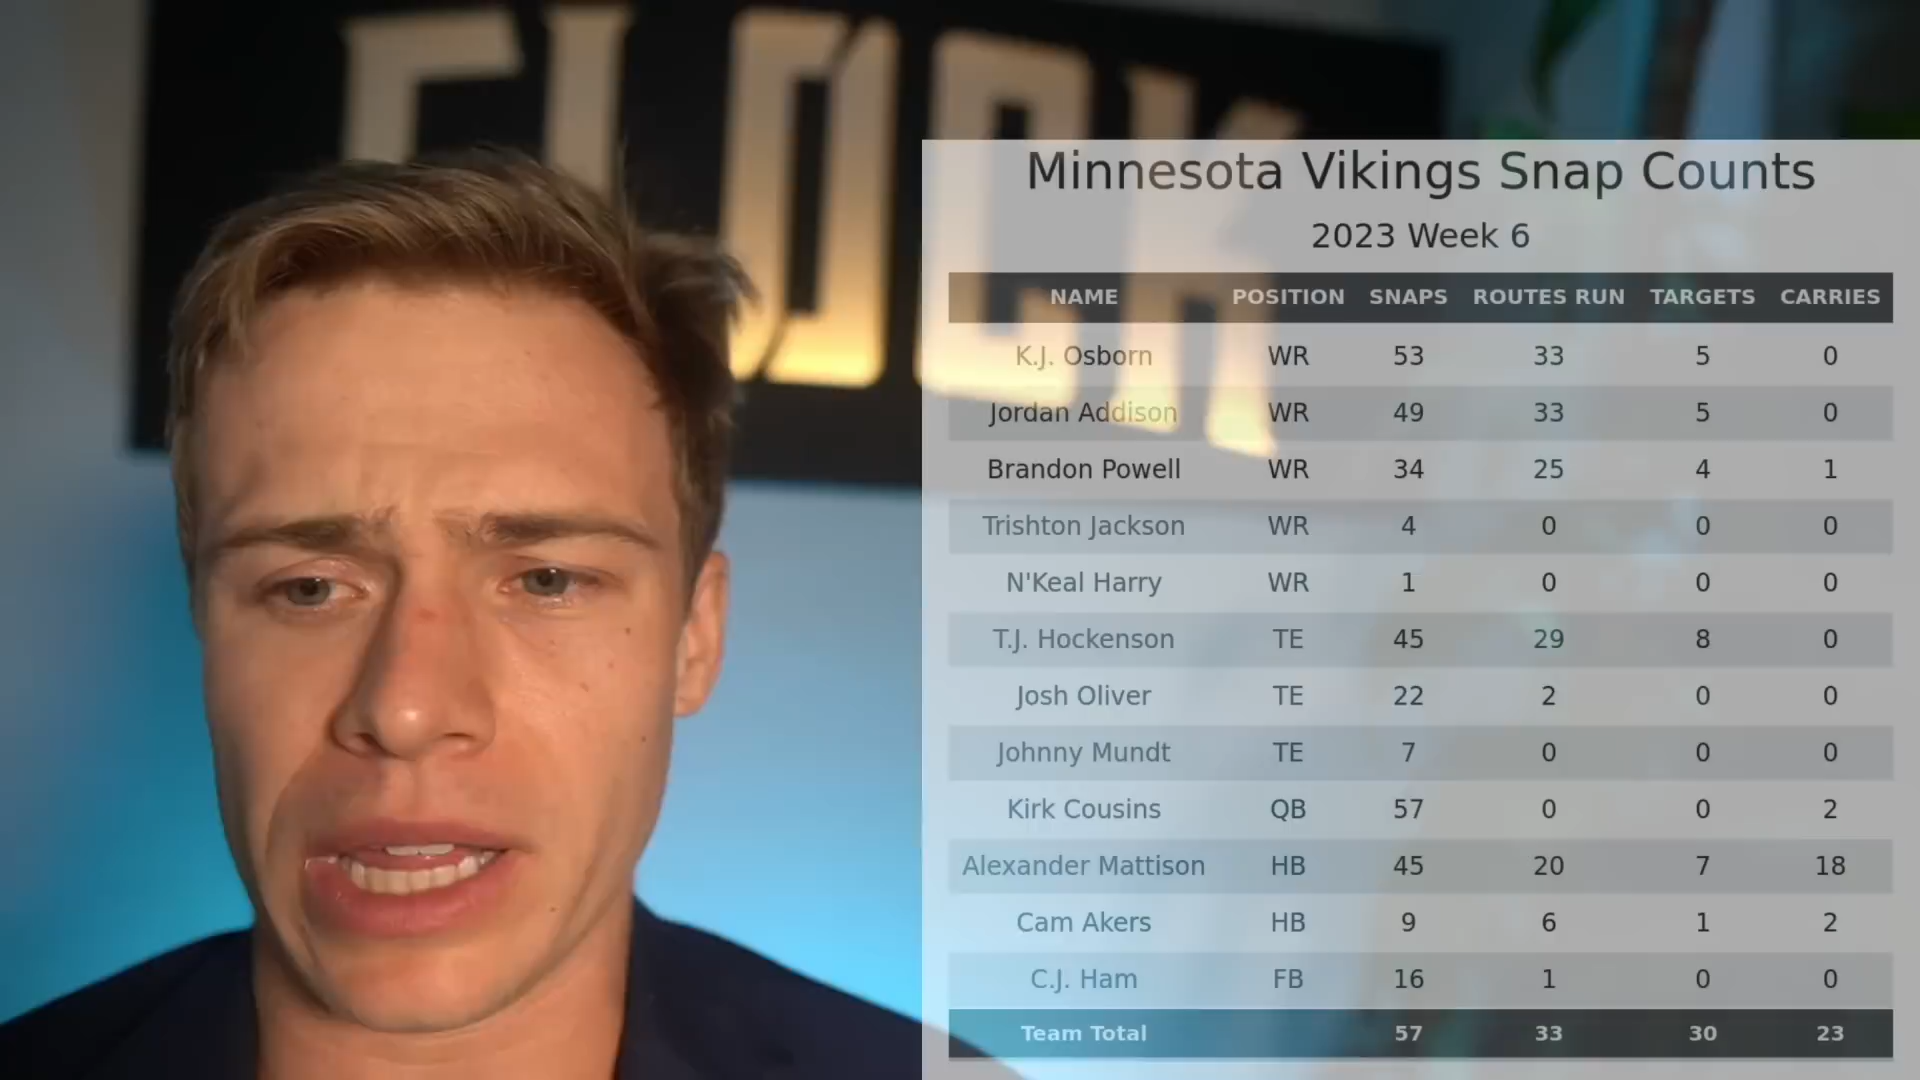 FLOCK
Minnesota Vikings Snap Counts
2023 Week 6
NAME POSITION SNAPS ROUTES RUN TARGETS CARRIES
K.J. Osborn WR 53 33 5 0
Jordan Addison WR 49 33 5 0
Brandon Powell WR 34 25 4 1
Trishton Jackson WR 4 0 0 0
N'Keal Harry WR 1 0 0 0
T.J. Hockenson TE 45 29 8 0
Josh Oliver TE 22 2 0 0
Johnny Mundt TE 7 0 0 0
Kirk Cousins QB 57 0 0 2
Alexander Mattison HB 45 20 7 18
Cam Akers HB 9 6 1 2
C.J. Ham FB 16 1 0 0
Team Total 57 33 30 23